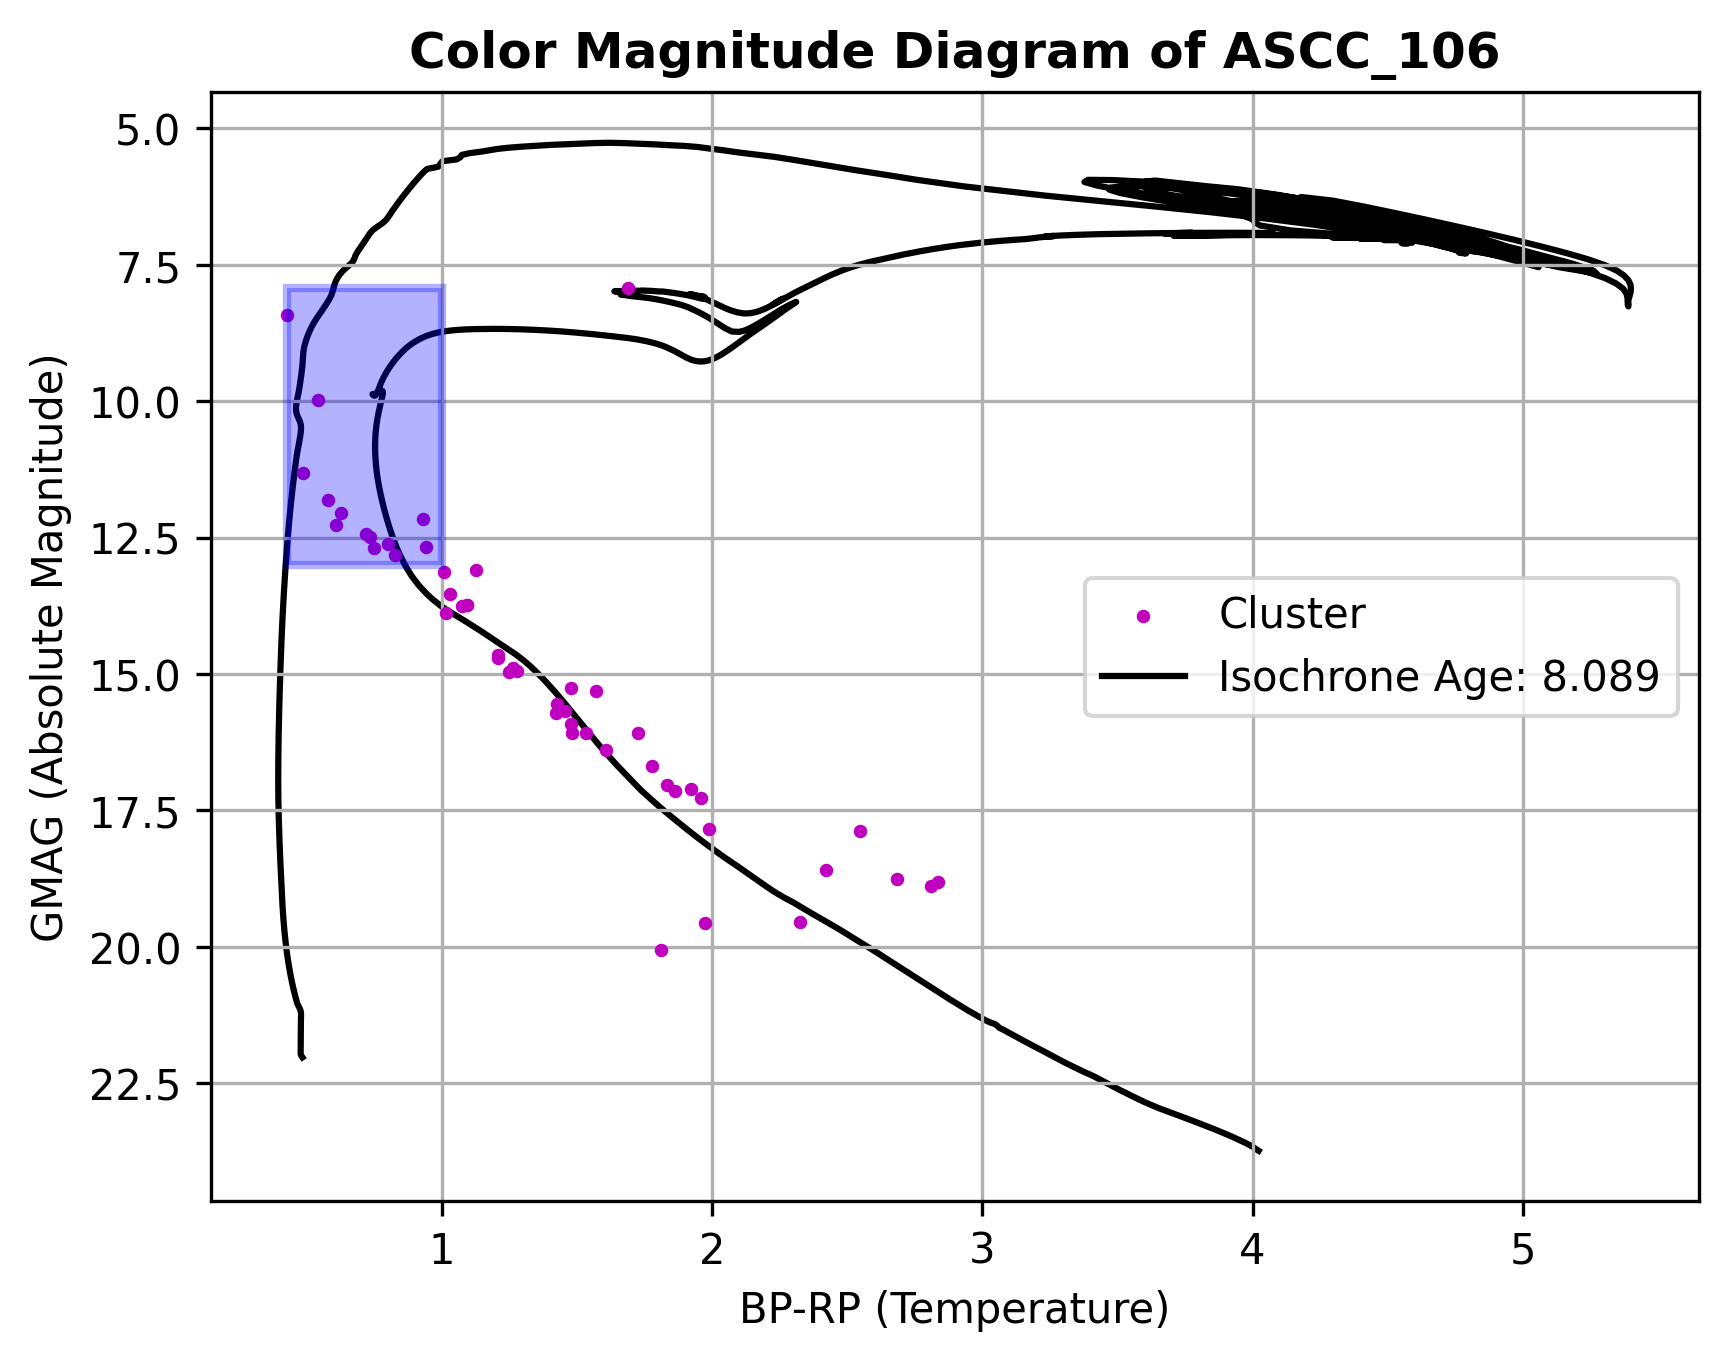 Color Magnitude Diagram of ASCC_106
5.0
7.5
10.0
12.5
15.0
17.5
20.0
22.5
GMAG (Absolute Magnitude)
Cluster
Isochrone Age: 8.089
1 2 3 4 5
BP-RP (Temperature)